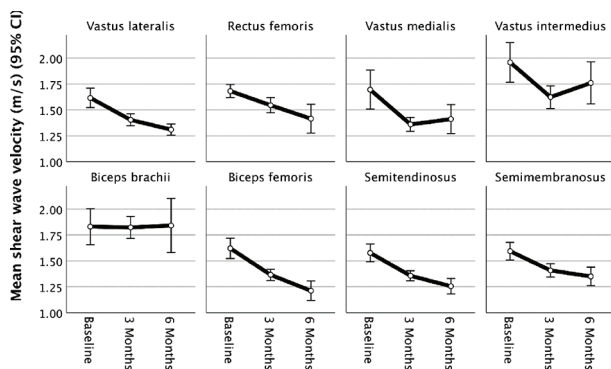 Mean shear wave velocity (m/s) (95% CI)
Vastus lateralis
Rectus femoris
Vastus medialis
Vastus intermedius
2.00
1.75
1.50
1.25
1.00
Biceps brachii
Biceps femoris
Semitendinosus
Semimembranosus
2.00
1.75
1.50
1.25
1.00
Baseline
3 Months
6 Months
Baseline
3 Months
6 Months
Baseline
3 Months
6 Months
Baseline
3 Months
6 Months